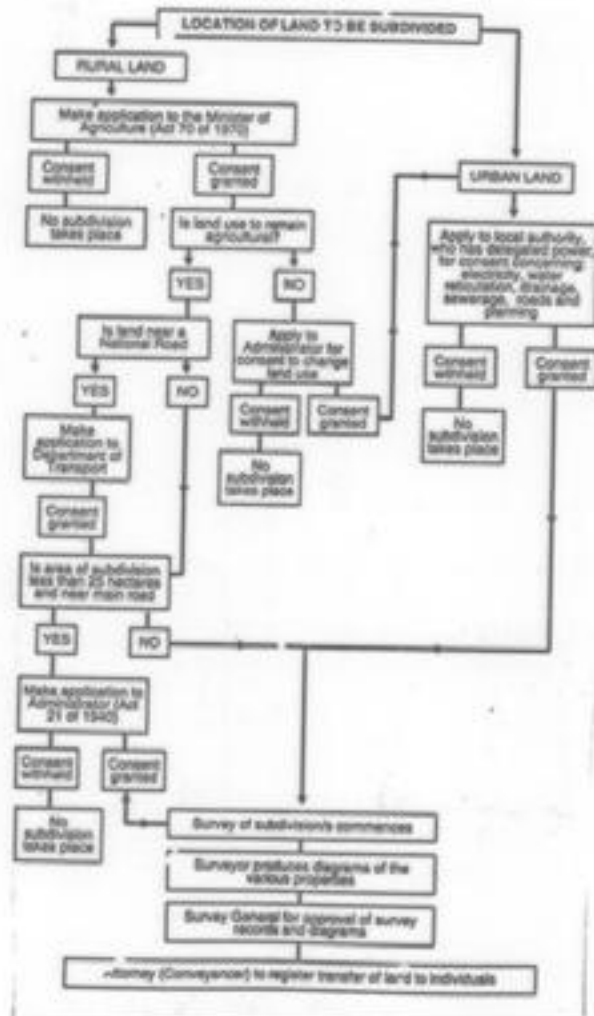 LOCATION OF LAND TO BE SUBDIVIDED
RURAL LAND
Make application to the Minister of
Agriculture (Act 70 of 1970)
Consent
withheld
Consent
granted
No subdivision
takes place
Is land use to remain
agricultural?
YES
NO
Is land near a
National Road
Apply to
Administrator for
consent to change
land use
YES
NO
Consent
withheld
Consent
granted
Make
application to
Department of
Transport
No
subdivision
takes place
Consent
granted
Is area of subdivision
less than 25 hectares
and near main road
YES
NO
Make application to
Administrator (Act
21 of 1940)
Consent
withheld
Consent
granted
No
subdivision
takes place
URBAN LAND
Apply to local authority,
who has delegated power,
for consent concerning:
electricity, water
reticulation, drainage,
sewerage, roads and
planning
Consent
withheld
Consent
granted
No
subdivision
takes place
Survey of subdivision/s commences
Surveyor produces diagrams of the
various properties
Survey General for approval of survey
records and diagrams
Attorney (Conveyancer) to register transfer of land to individuals